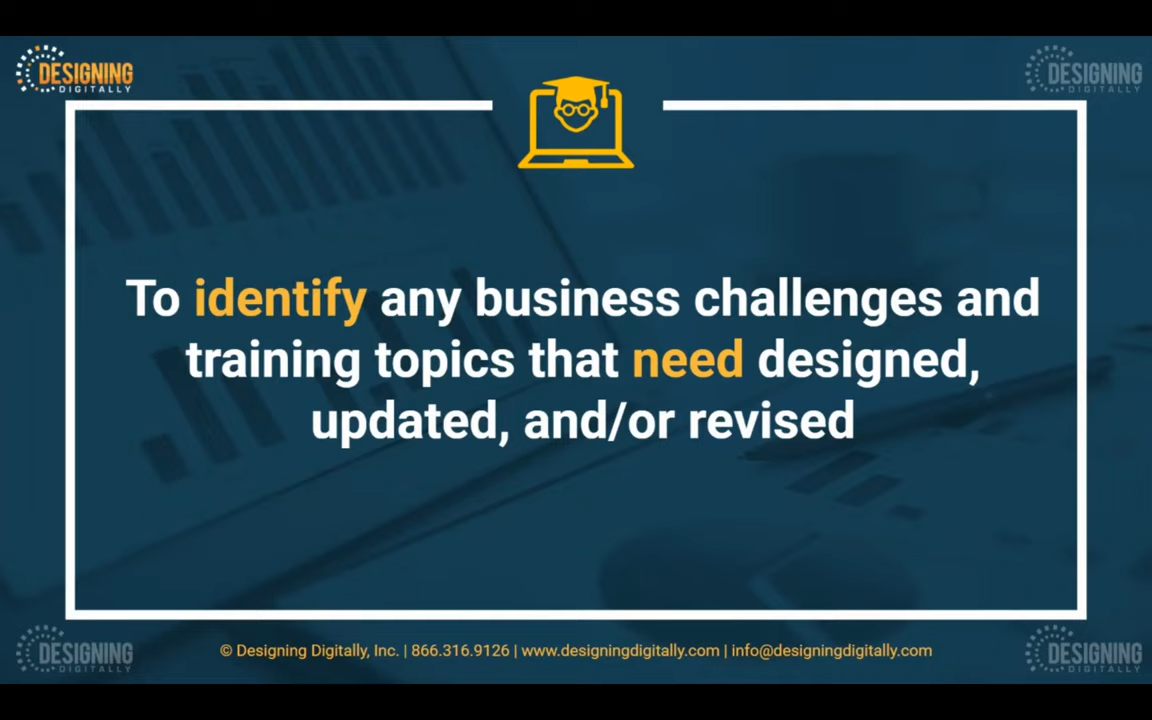 DESIGNING
DIGITALLY
DESIGNING
DIGITALLY
To identify any business challenges and
training topics that need designed,
updated, and/or revised
DESIGNING
DIGITALLY
© Designing Digitally, Inc. | 866.316.9126 | www.designingdigitally.com | info@designingdigitally.com
DESIGNING
DIGITALLY